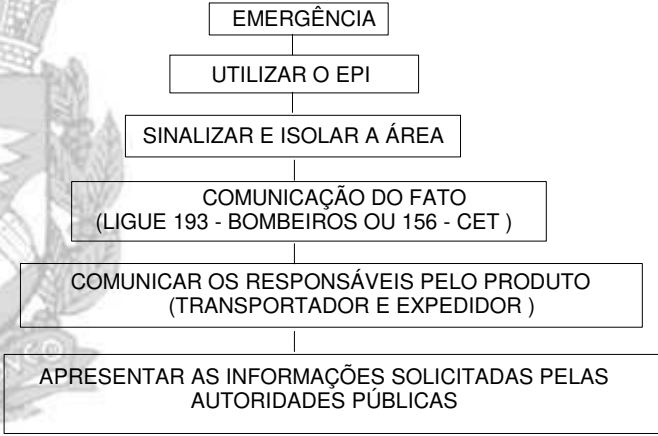 EMERGÊNCIA
UTILIZAR O EPI
SINALIZAR E ISOLAR A ÁREA
COMUNICAÇÃO DO FATO
(LIGUE 193 - BOMBEIROS OU 156 - CET )
COMUNICAR OS RESPONSÁVEIS PELO PRODUTO
(TRANSPORTADOR E EXPEDIDOR )
APRESENTAR AS INFORMAÇÕES SOLICITADAS PELAS
AUTORIDADES PÚBLICAS